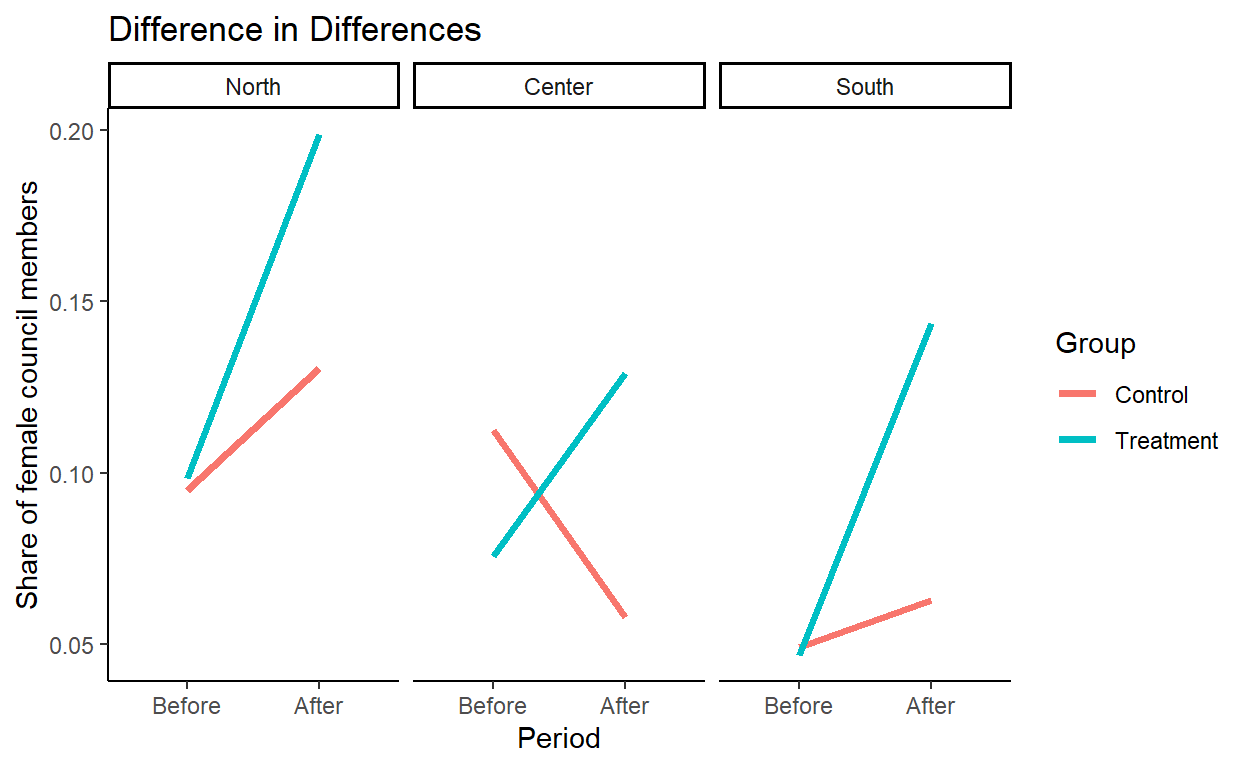 Difference in Differences
North Center South
Share of female council members
0.20
0.15
0.10
0.05
Before After Before After Before After
Period
Group
Control
Treatment